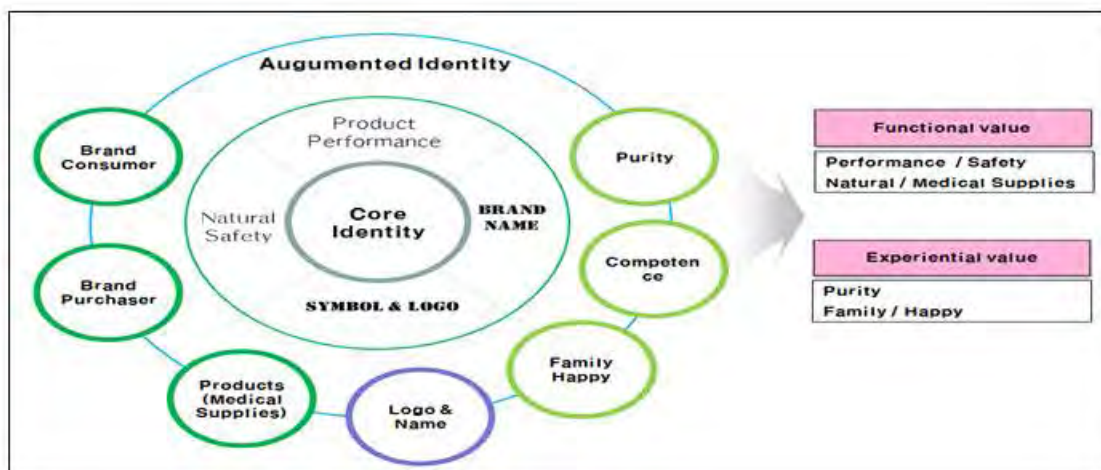 Augumented Identity
Product
Performance
Natural
Safety
Core
Identity
BRAND
NAME
SYMBOL & LOGO
Brand
Consumer
Brand
Purchaser
Products
(Medical
Supplies)
Logo &
Name
Family
Happy
Competen
ce
Purity
Functional value
Performance / Safety
Natural / Medical Supplies
Experiential value
Purity
Family / Happy